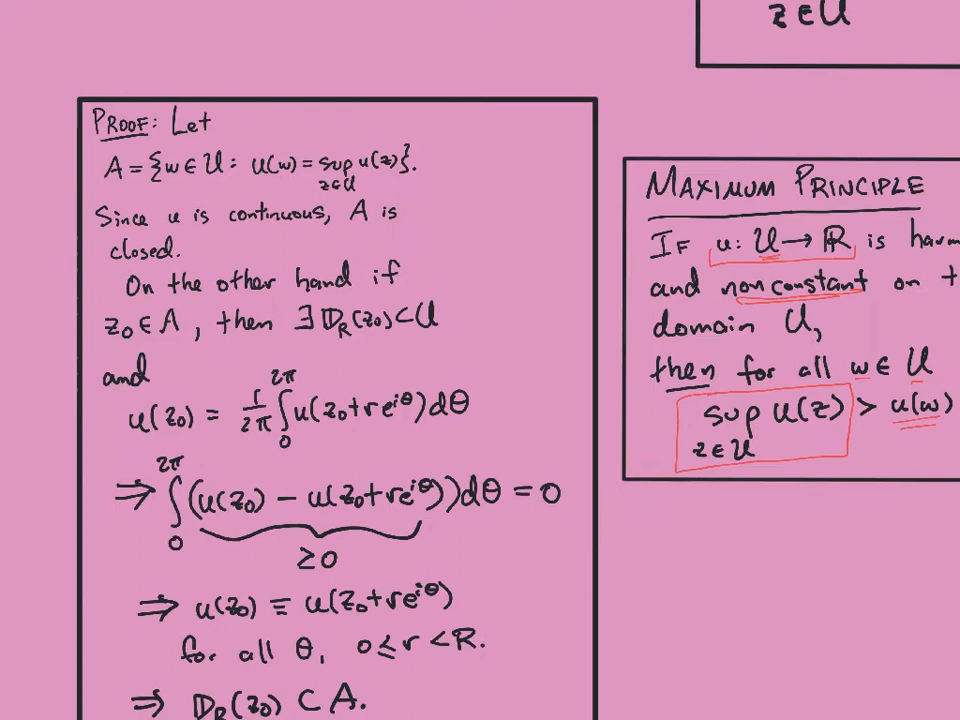 z ∈ U
PROOF: Let
A = {w ∈ U : u(w) = sup u(z)}.
z∈U
Since u is continuous, A is
closed.
On the other hand if
z₀ ∈ A, then ∃ 𝔻_R(z₀) ⊂ U
and
u(z₀) = 1/2π ∫₀^2π u(z₀+re^iθ)dθ
⇒ ∫₀^2π (u(z₀) − u(z₀+re^iθ))dθ = 0
≥ 0
⇒ u(z₀) ≡ u(z₀+re^iθ)
for all θ, 0 ≤ r < R.
⇒ 𝔻_R(z₀) ⊂ A.
MAXIMUM PRINCIPLE
IF u: U → ℝ is harm
and nonconstant on t
domain U,
then for all w ∈ U
sup u(z) > u(w)
z∈U